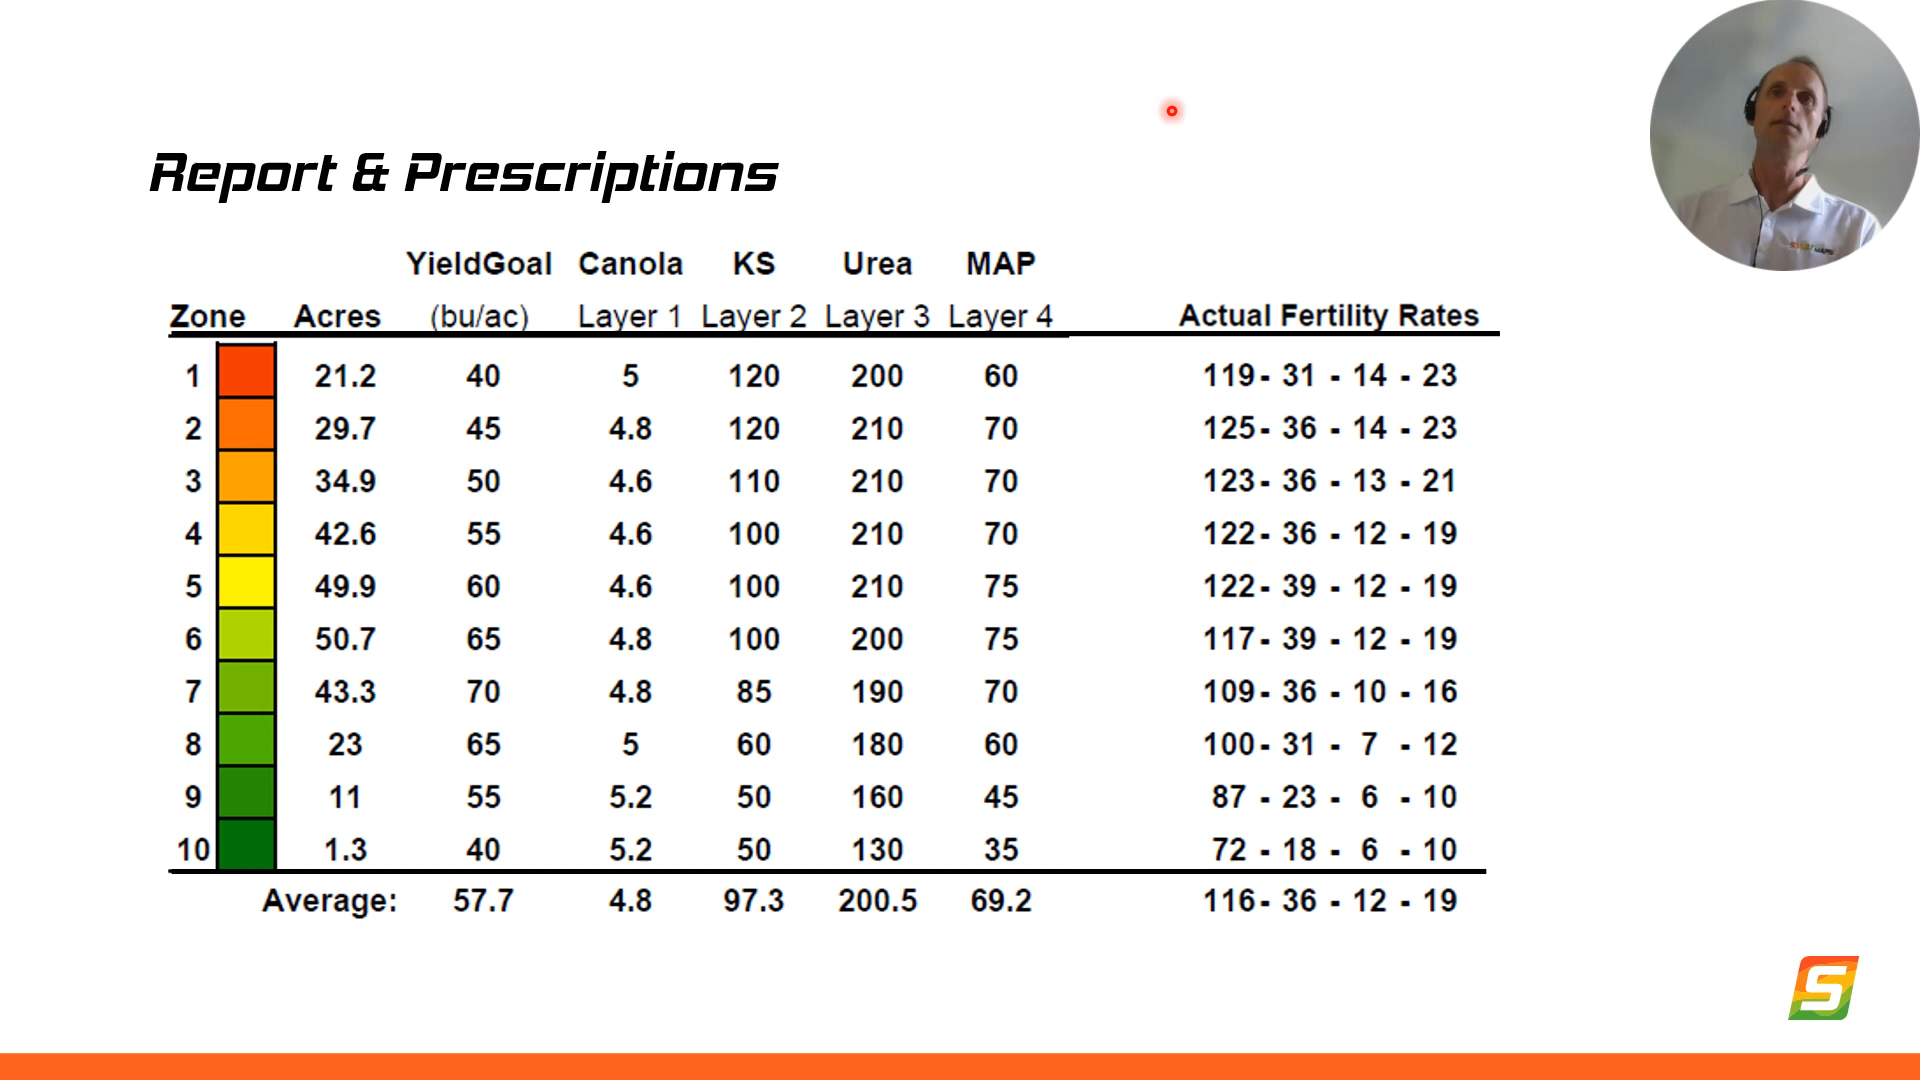 Report & Prescriptions
YieldGoal Canola KS Urea MAP
Zone Acres (bu/ac) Layer 1 Layer 2 Layer 3 Layer 4 Actual Fertility Rates
1 21.2 40 5 120 200 60 119- 31 - 14 - 23
2 29.7 45 4.8 120 210 70 125- 36 - 14 - 23
3 34.9 50 4.6 110 210 70 123- 36 - 13 - 21
4 42.6 55 4.6 100 210 70 122- 36 - 12 - 19
5 49.9 60 4.6 100 210 75 122- 39 - 12 - 19
6 50.7 65 4.8 100 200 75 117- 39 - 12 - 19
7 43.3 70 4.8 85 190 70 109- 36 - 10 - 16
8 23 65 5 60 180 60 100- 31 - 7 - 12
9 11 55 5.2 50 160 45 87 - 23 - 6 - 10
10 1.3 40 5.2 50 130 35 72 - 18 - 6 - 10
Average: 57.7 4.8 97.3 200.5 69.2 116- 36 - 12 - 19
S